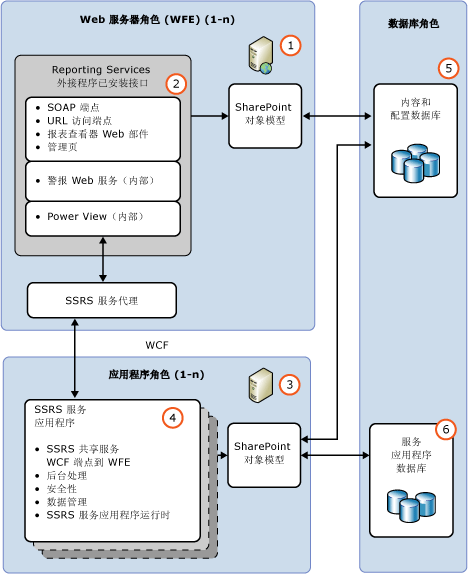 Web 服务器角色 (WFE) (1-n)
1
Reporting Services
外接程序已安装接口
2
• SOAP 端点
• URL 访问端点
• 报表查看器 Web 部件
• 管理页
• 警报 Web 服务（内部）
• Power View（内部）
SharePoint
对象模型
SSRS 服务代理
WCF
应用程序角色 (1-n)
3
SSRS 服务
应用程序
4
• SSRS 共享服务
WCF 端点到 WFE
• 后台处理
• 安全性
• 数据管理
• SSRS 服务应用程序运行时
SharePoint
对象模型
数据库角色
5
内容和
配置数据库
6
服务
应用程序
数据库